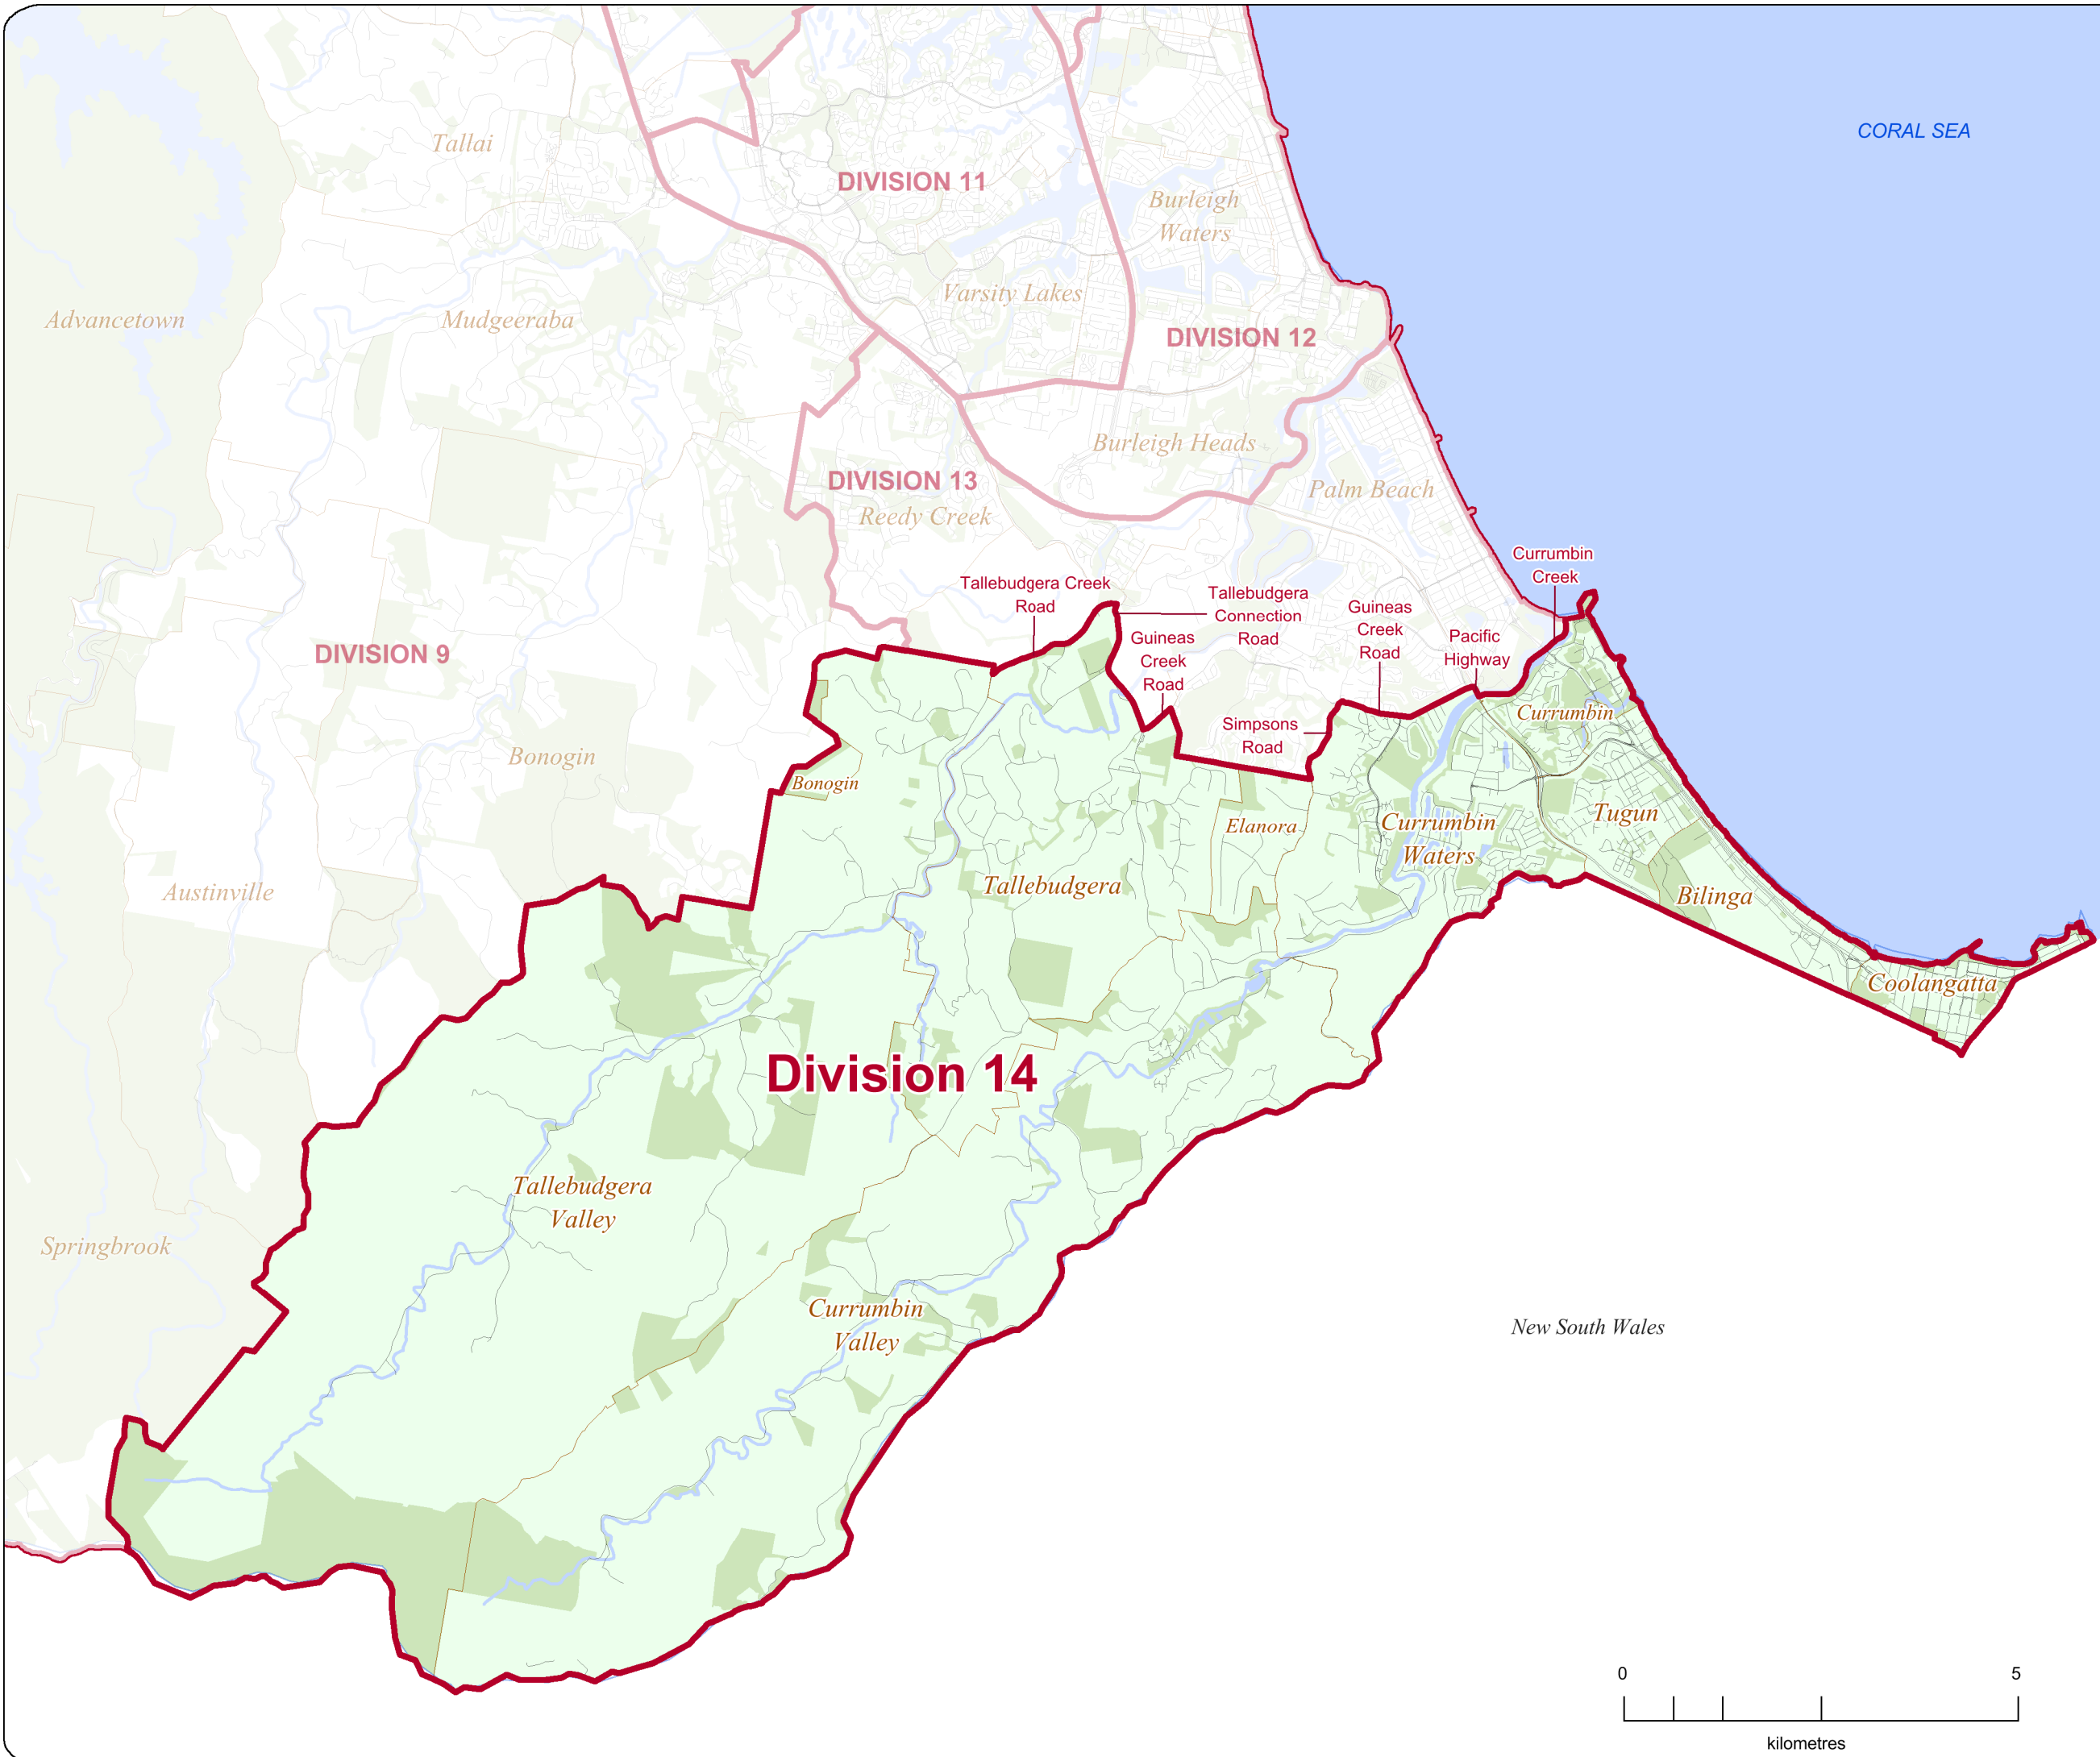 CORAL SEA
Tallai
DIVISION 11
Burleigh
Waters
Advancetown
Mudgeeraba
Varsity Lakes
DIVISION 12
Burleigh Heads
DIVISION 13
Reedy Creek
Palm Beach
Currumbin
Creek
Tallebudgera Creek
Road
Tallebudgera
Connection
Road
Guineas
Creek
Road
Guineas
Creek
Road
Pacific
Highway
DIVISION 9
Simpsons
Road
Currumbin
Bonogin
Bonogin
Elanora
Currumbin
Waters
Tugun
Austinville
Tallebudgera
Bilinga
Coolangatta
Division 14
Tallebudgera
Valley
Springbrook
Currumbin
Valley
New South Wales
0 5
kilometres